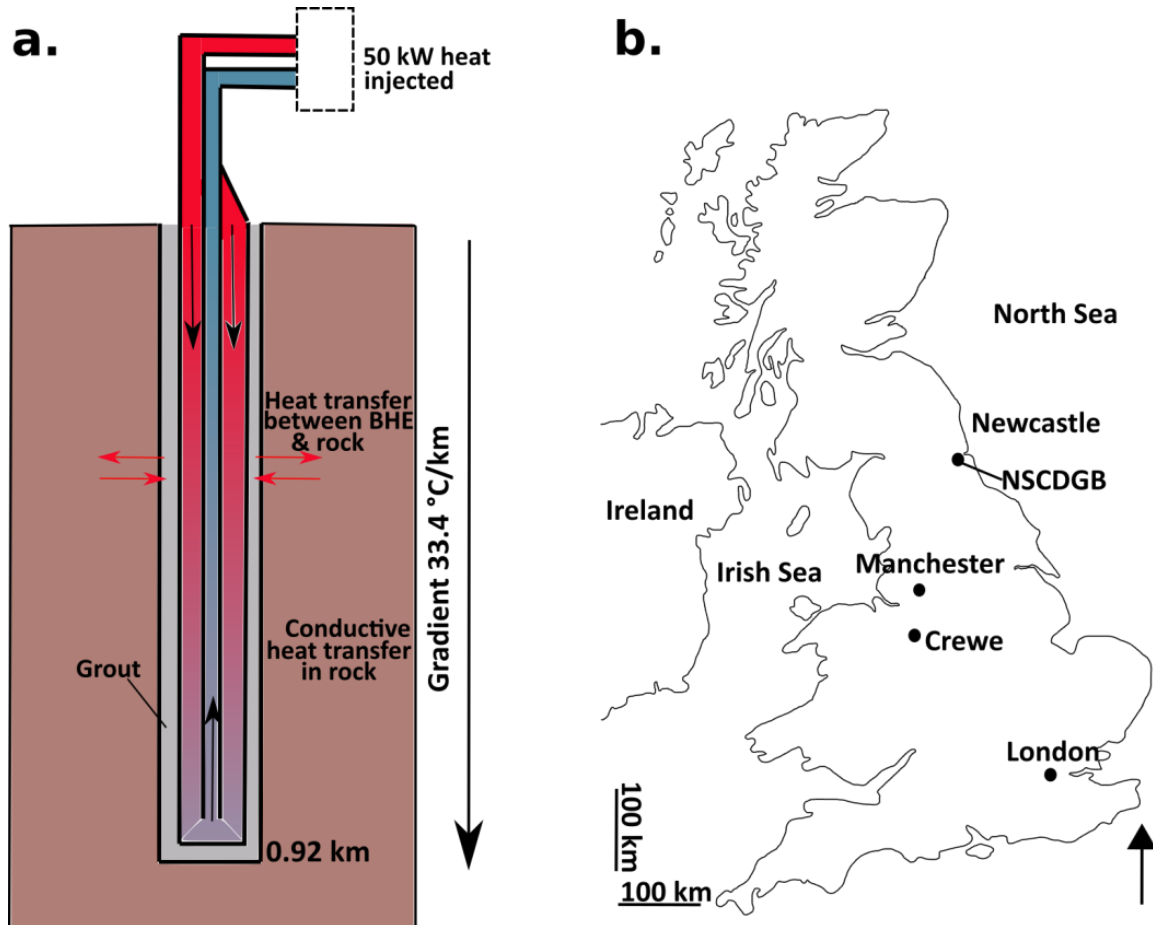 a.
50 kW heat
injected
Heat transfer
between BHE
& rock
Conductive
heat transfer
in rock
Grout
0.92 km
Gradient 33.4 °C/km
b.
North Sea
Newcastle
NSCDGB
Ireland
Irish Sea
Manchester
Crewe
London
100 km
100 km